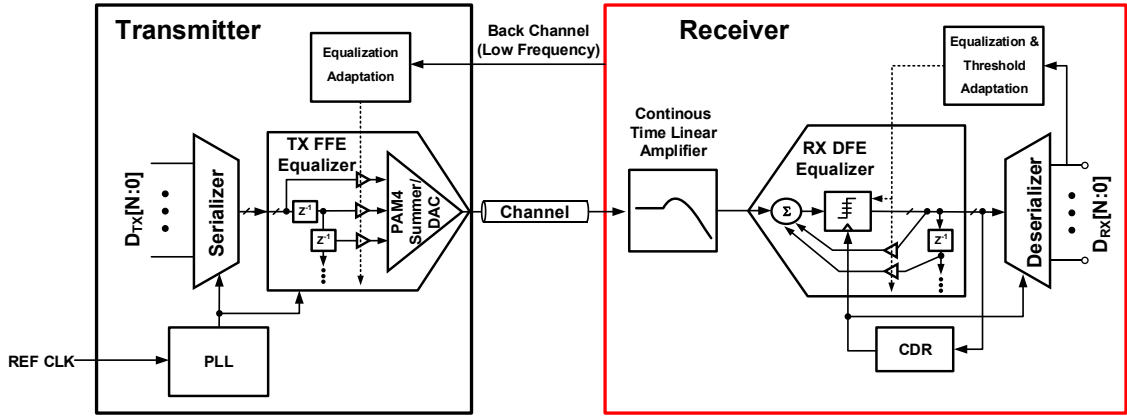 Transmitter
Receiver
Back Channel
(Low Frequency)
Equalization
Adaptation
Equalization &
Threshold
Adaptation
Continous
Time Linear
Amplifier
TX FFE
Equalizer
RX DFE
Equalizer
DTX[N:0]
Serializer
Z-1
Z-1
PAM4
Summer/
DAC
Channel
Σ
Z-1
Deserializer
DRX[N:0]
REF CLK
PLL
CDR